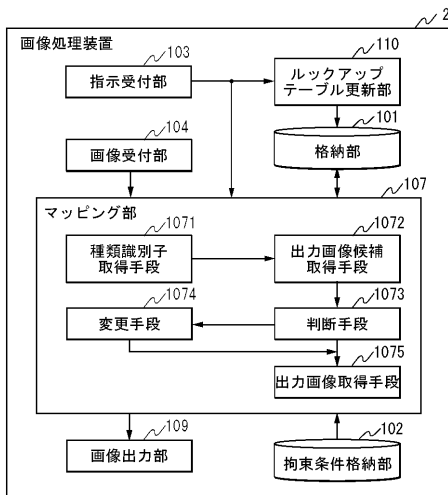 2
画像処理装置
103
指示受付部
110
ルックアップ
テーブル更新部
104
画像受付部
101
格納部
107
マッピング部
1071
種類識別子
取得手段
1072
出力画像候補
取得手段
1074
変更手段
1073
判断手段
1075
出力画像取得手段
109
画像出力部
102
拘束条件格納部